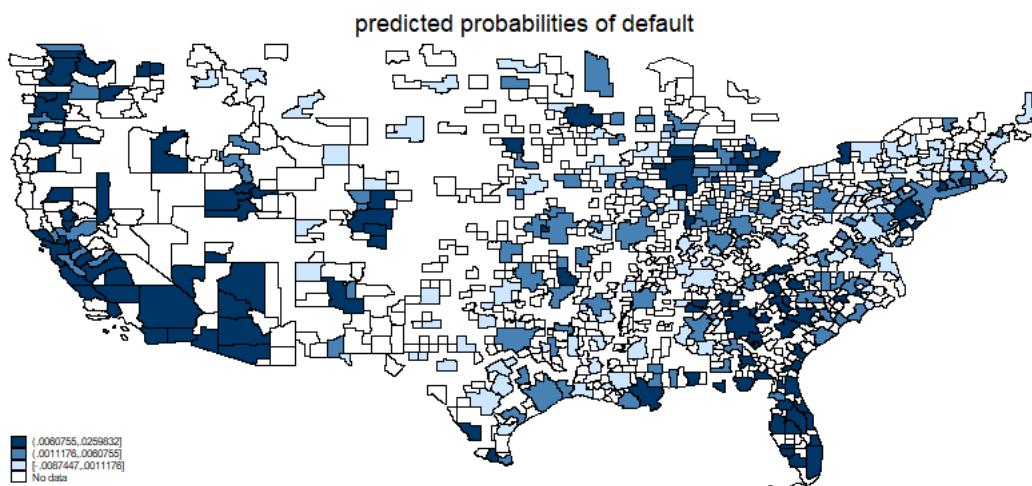 predicted probabilities of default
(.0060755,.0259832]
(.0011176,.0060755]
[-.0087447,.0011176]
No data